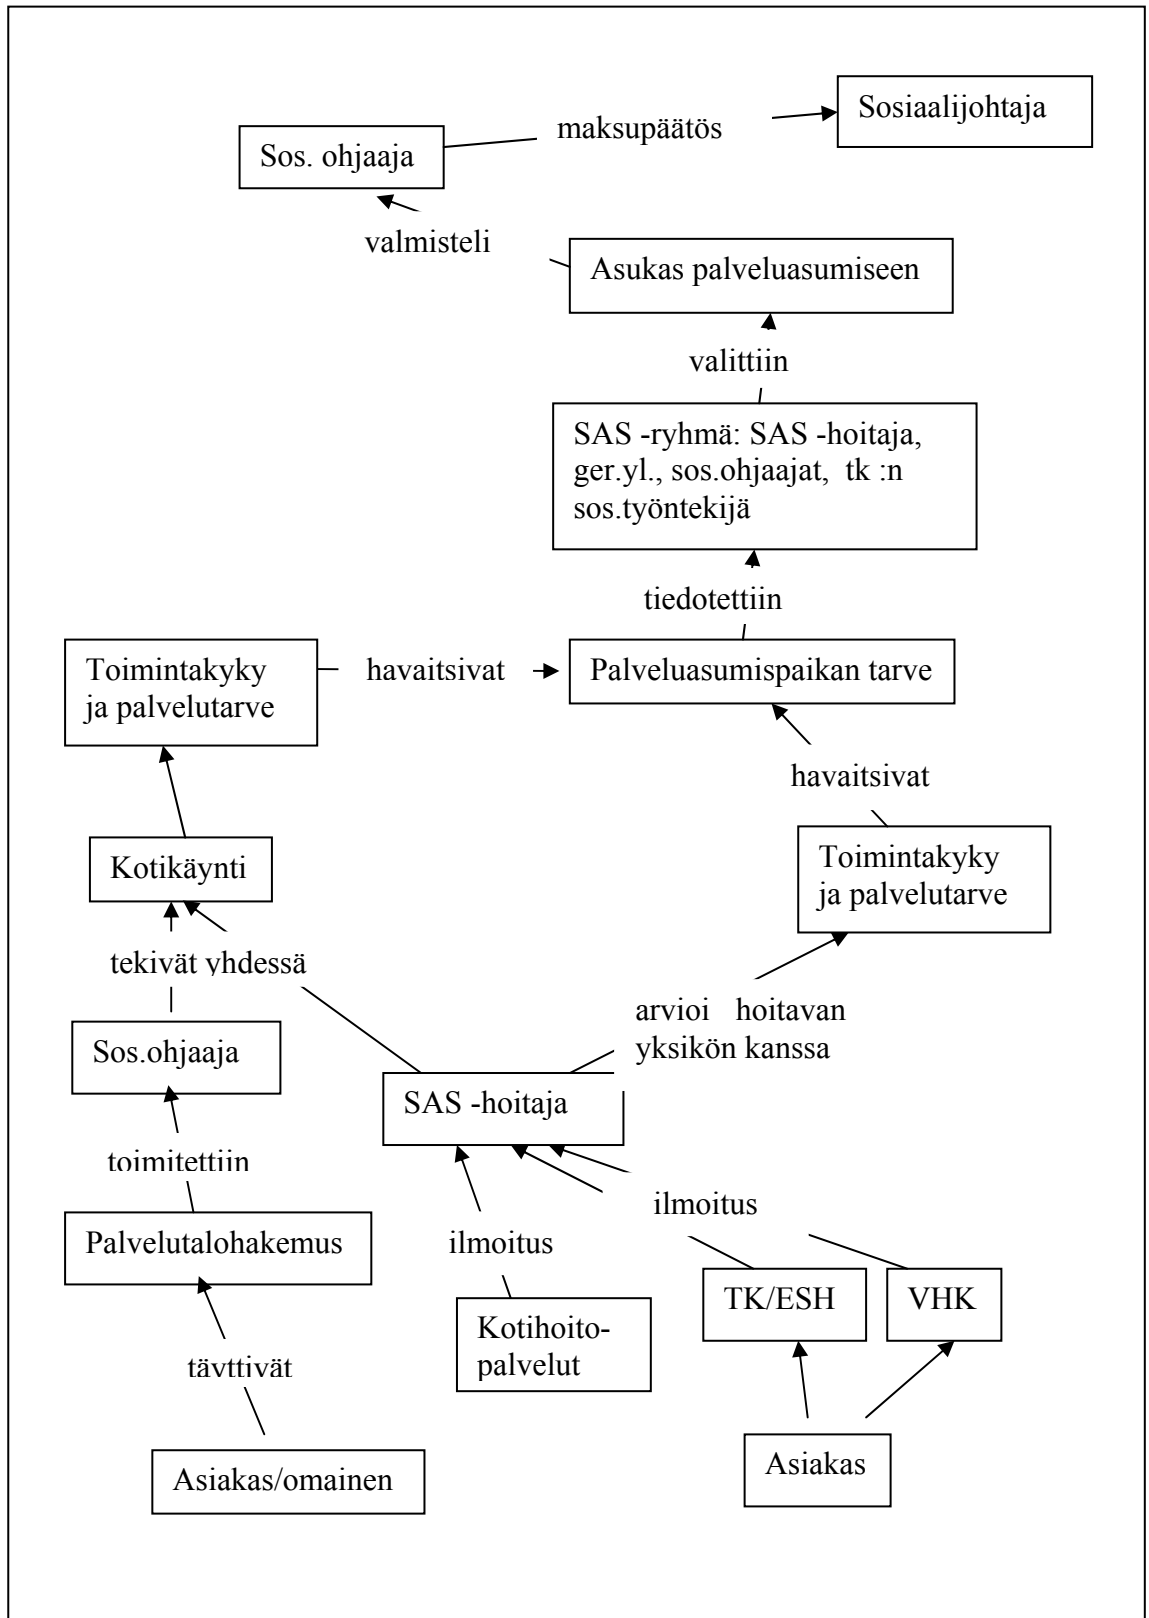 Sosiaalijohtaja
maksupäätös
Sos. ohjaaja
valmisteli
Asukas palveluasumiseen
valittiin
SAS -ryhmä: SAS -hoitaja,
ger.yl., sos.ohjaajat, tk :n
sos.työntekijä
tiedotettiin
Toimintakyky
ja palvelutarve
havaitsivat
Palveluasumispaikan tarve
havaitsivat
Kotikäynti
Toimintakyky
ja palvelutarve
tekivät yhdessä
arvioi hoitavan
yksikön kanssa
Sos.ohjaaja
SAS -hoitaja
toimitettiin
ilmoitus
Palvelutalohakemus
ilmoitus
TK/ESH
VHK
Kotihoito-
palvelut
täyttivät
Asiakas/omainen
Asiakas